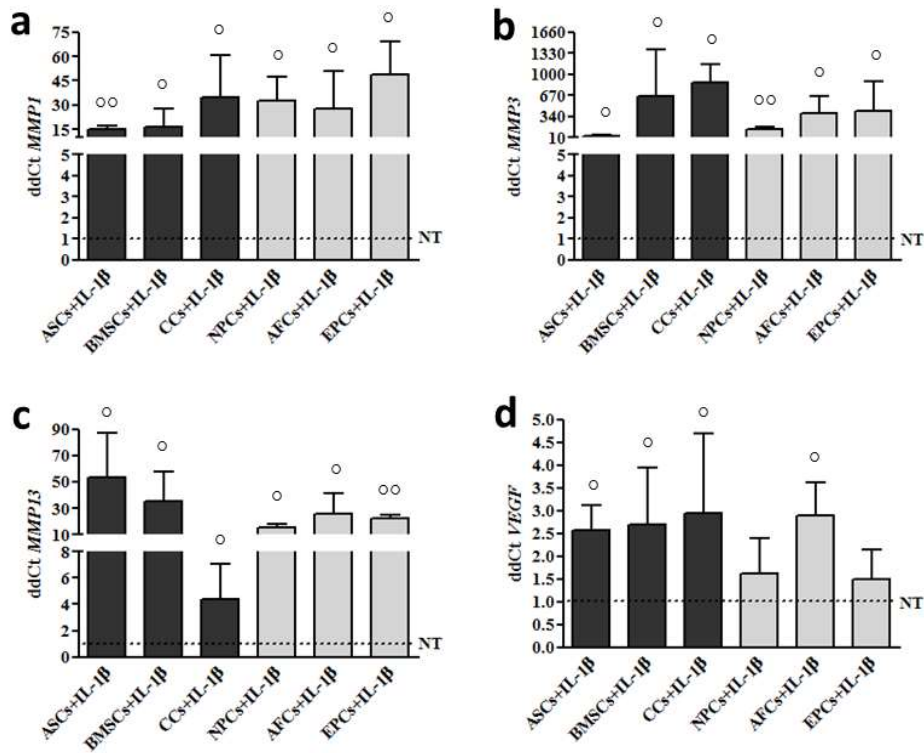 a
ddCt MMP1
75
60
45
30
15
5
4
3
2
1
0
NT
ASCs+IL-1β
BMSCs+IL-1β
CCs+IL-1β
NPCs+IL-1β
AFCs+IL-1β
EPCs+IL-1β
b
ddCt MMP3
1660
1330
1000
670
340
10
5
4
3
2
1
0
NT
ASCs+IL-1β
BMSCs+IL-1β
CCs+IL-1β
NPCs+IL-1β
AFCs+IL-1β
EPCs+IL-1β
c
ddCt MMP13
90
70
50
30
10
8
6
4
2
0
NT
ASCs+IL-1β
BMSCs+IL-1β
CCs+IL-1β
NPCs+IL-1β
AFCs+IL-1β
EPCs+IL-1β
d
ddCt VEGF
5.0
4.5
4.0
3.5
3.0
2.5
2.0
1.5
1.0
0.5
0.0
NT
ASCs+IL-1β
BMSCs+IL-1β
CCs+IL-1β
NPCs+IL-1β
AFCs+IL-1β
EPCs+IL-1β